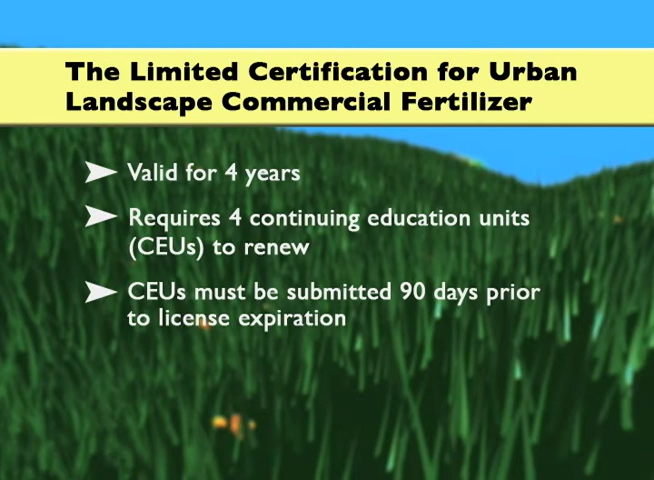 The Limited Certification for Urban
Landscape Commercial Fertilizer
Valid for 4 years
Requires 4 continuing education units
(CEUs) to renew
CEUs must be submitted 90 days prior
to license expiration